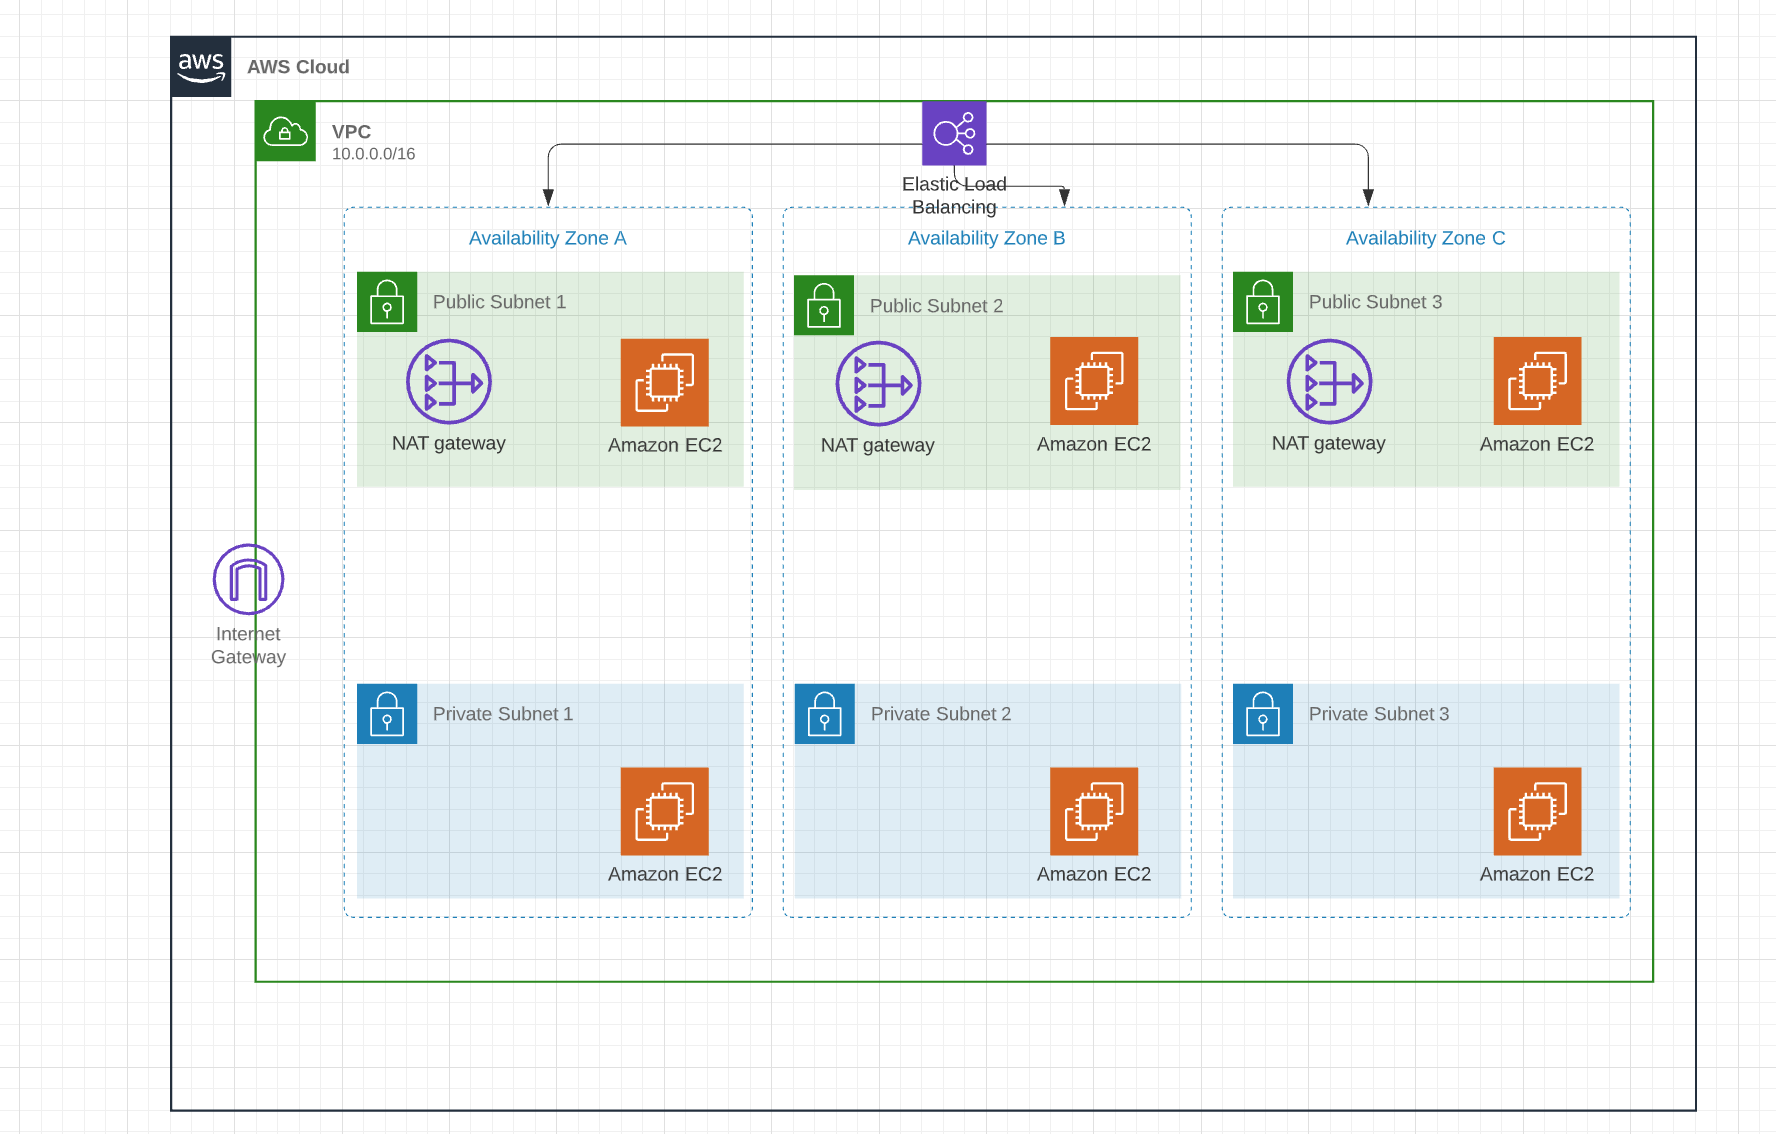 aws
AWS Cloud
VPC
10.0.0.0/16
Elastic Load
Balancing
Availability Zone A
Availability Zone B
Availability Zone C
Public Subnet 1
Public Subnet 2
Public Subnet 3
NAT gateway
Amazon EC2
NAT gateway
Amazon EC2
NAT gateway
Amazon EC2
Internet
Gateway
Private Subnet 1
Private Subnet 2
Private Subnet 3
Amazon EC2
Amazon EC2
Amazon EC2